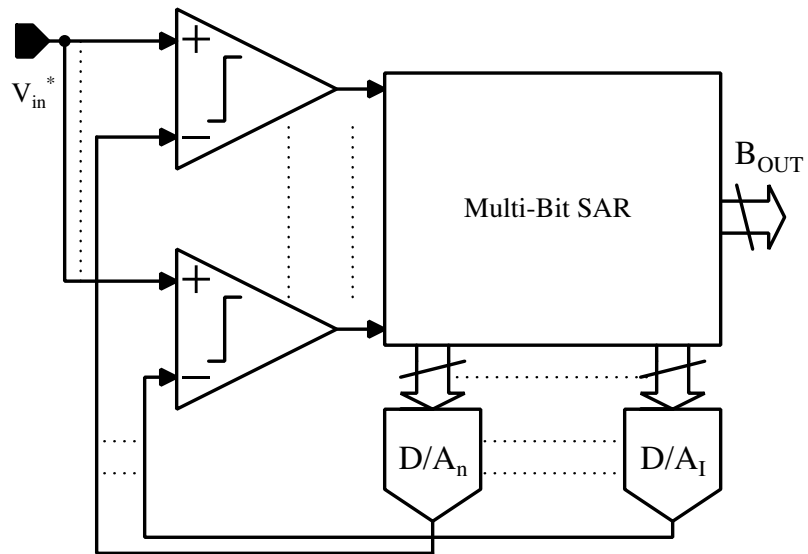 V_in*
+
−
Multi-Bit SAR
B_OUT
+
−
D/A_n
D/A_I